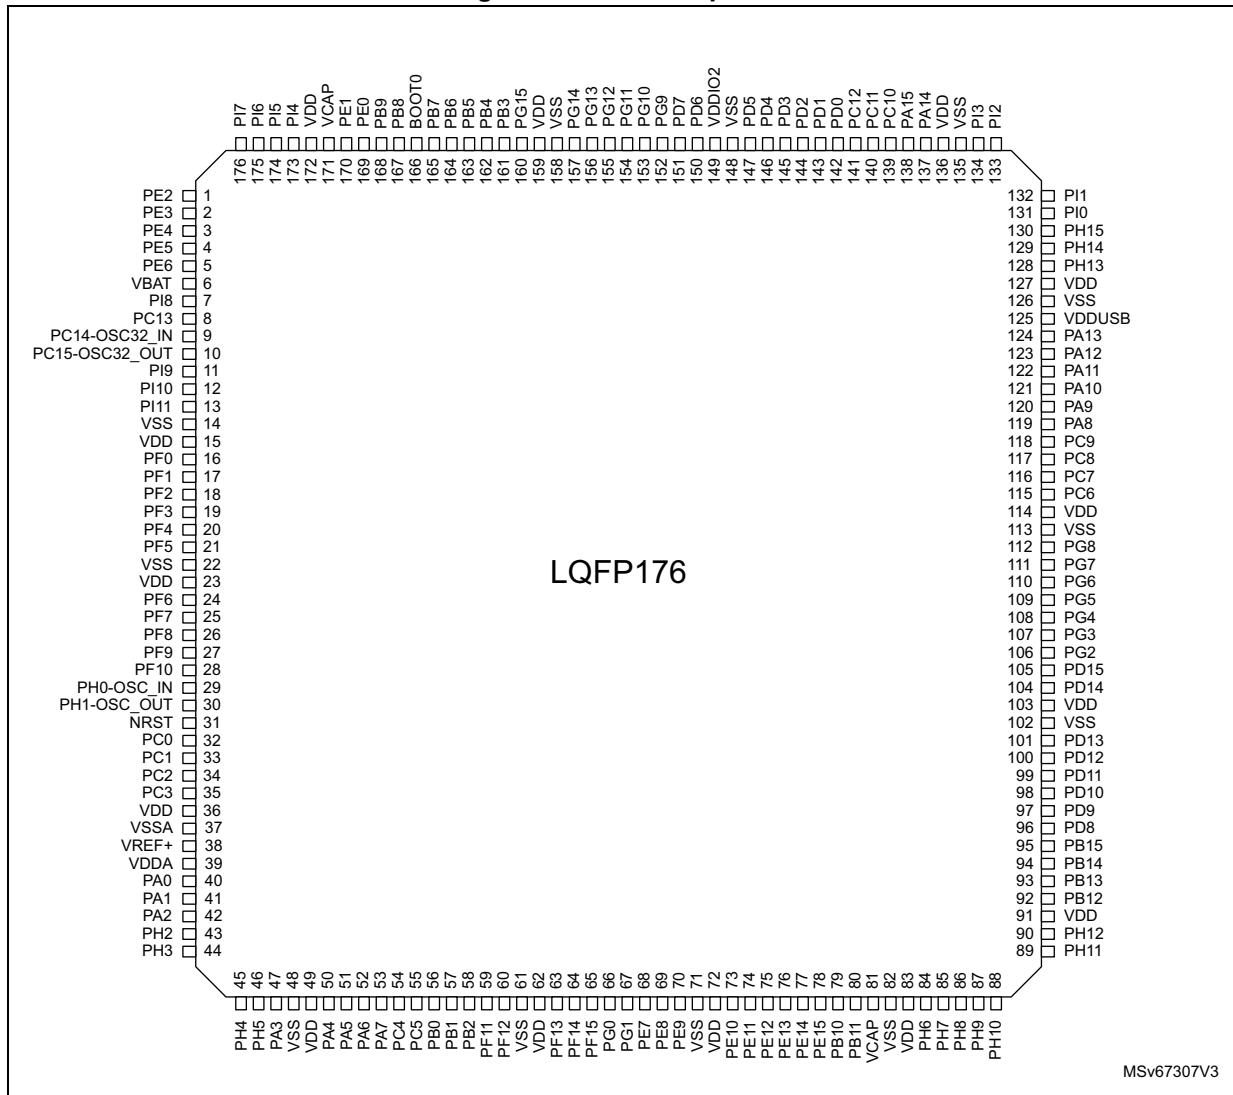 PI7 PI6 PI5 PI4 VDD VCAP PE1 PE0 PB9 PB8 BOOT0 PB7 PB6 PB5 PB4 PB3 PG15 VDD VSS PG14 PG13 PG12 PG11 PG10 PG9 PD7 PD6 VDDIO2 VSS PD5 PD4 PD3 PD2 PD1 PD0 PC12 PC11 PC10 PA15 PA14 VDD VSS PI3 PI2
176 175 174 173 172 171 170 169 168 167 166 165 164 163 162 161 160 159 158 157 156 155 154 153 152 151 150 149 148 147 146 145 144 143 142 141 140 139 138 137 136 135 134 133
PE2 1 132 PI1
PE3 2 131 PI0
PE4 3 130 PH15
PE5 4 129 PH14
PE6 5 128 PH13
VBAT 6 127 VDD
PI8 7 126 VSS
PC13 8 125 VDDUSB
PC14-OSC32_IN 9 124 PA13
PC15-OSC32_OUT 10 123 PA12
PI9 11 122 PA11
PI10 12 121 PA10
PI11 13 120 PA9
VSS 14 119 PA8
VDD 15 118 PC9
PF0 16 117 PC8
PF1 17 116 PC7
PF2 18 115 PC6
PF3 19 114 VDD
PF4 20 113 VSS
PF5 21 112 PG8
VSS 22 111 PG7
LQFP176
VDD 23 110 PG6
PF6 24 109 PG5
PF7 25 108 PG4
PF8 26 107 PG3
PF9 27 106 PG2
PF10 28 105 PD15
PH0-OSC_IN 29 104 PD14
PH1-OSC_OUT 30 103 VDD
NRST 31 102 VSS
PC0 32 101 PD13
PC1 33 100 PD12
PC2 34 99 PD11
PC3 35 98 PD10
VDD 36 97 PD9
VSSA 37 96 PD8
VREF+ 38 95 PB15
VDDA 39 94 PB14
PA0 40 93 PB13
PA1 41 92 PB12
PA2 42 91 VDD
PH2 43 90 PH12
PH3 44 89 PH11
45 46 47 48 49 50 51 52 53 54 55 56 57 58 59 60 61 62 63 64 65 66 67 68 69 70 71 72 73 74 75 76 77 78 79 80 81 82 83 84 85 86 87 88
PH4 PH5 PA3 VSS VDD PA4 PA5 PA6 PA7 PC4 PC5 PB0 PB1 PB2 PF11 PF12 VSS VDD PF13 PF14 PF15 PG0 PG1 PE7 PE8 PE9 VSS VDD PE10 PE11 PE12 PE13 PE14 PE15 PB10 PB11 VCAP VSS VDD PH6 PH7 PH8 PH9 PH10
MSv67307V3